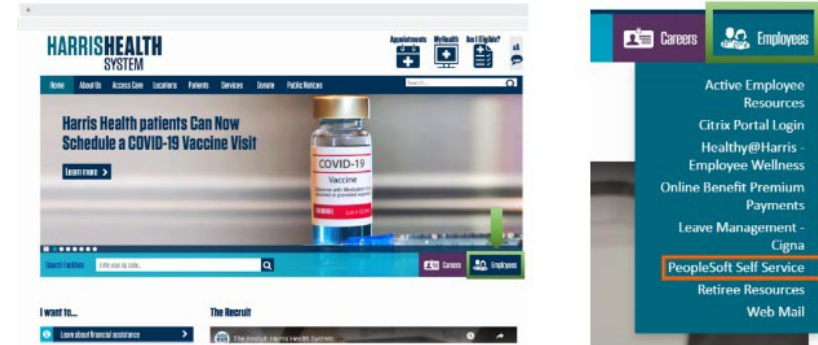 HARRISHEALTH
SYSTEM
Appointments MyHealth Am I Eligible?
Home About Us Access Care Locations Patients Services Donate Public Notices
Search...
Harris Health patients Can Now
Schedule a COVID-19 Vaccine Visit
Learn more >
COVID-19
Vaccine
Search Facilities Enter your zip code...
Careers Employees
I want to...
The Recruit
Learn about financial assistance >
The Recruit: Harris Health System
Careers Employees
Active Employee
Resources
Citrix Portal Login
Healthy@Harris -
Employee Wellness
Online Benefit Premium
Payments
Leave Management -
Cigna
PeopleSoft Self Service
Retiree Resources
Web Mail